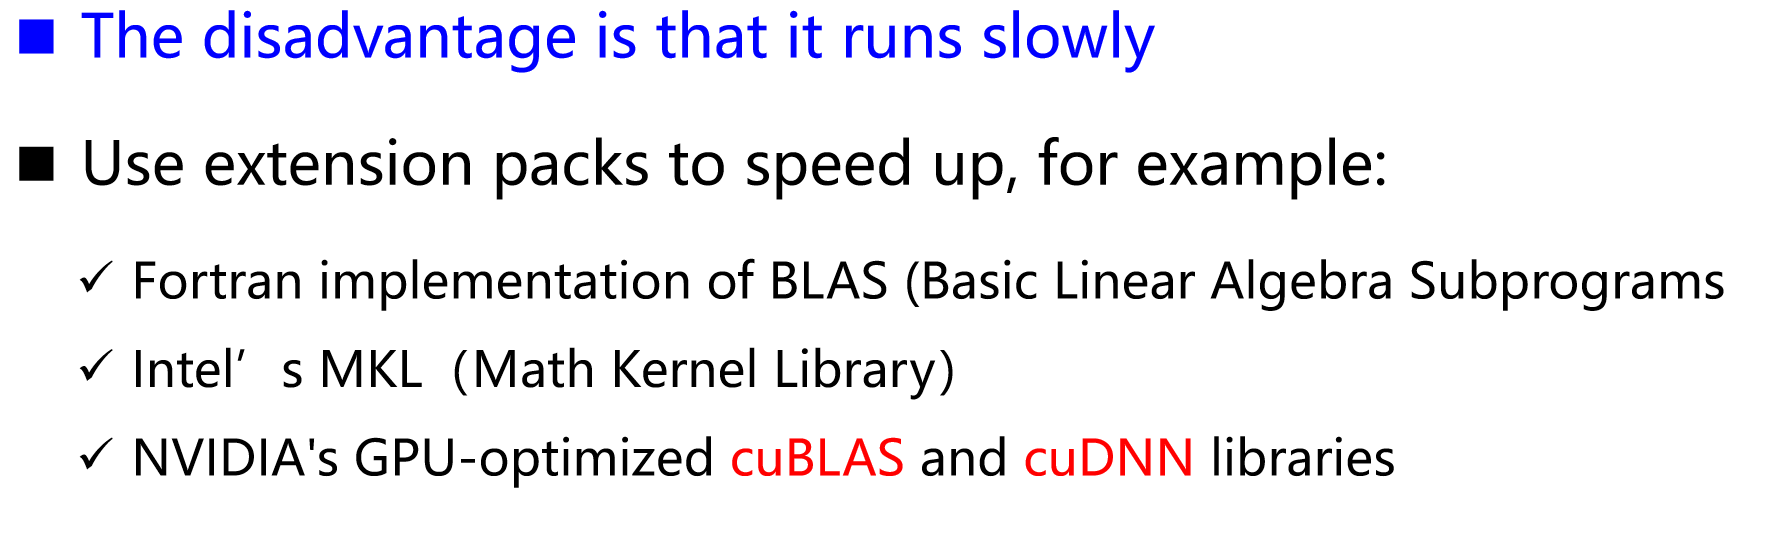 ■ The disadvantage is that it runs slowly
■ Use extension packs to speed up, for example:
✓ Fortran implementation of BLAS (Basic Linear Algebra Subprograms
✓ Intel’s MKL（Math Kernel Library）
✓ NVIDIA's GPU-optimized cuBLAS and cuDNN libraries